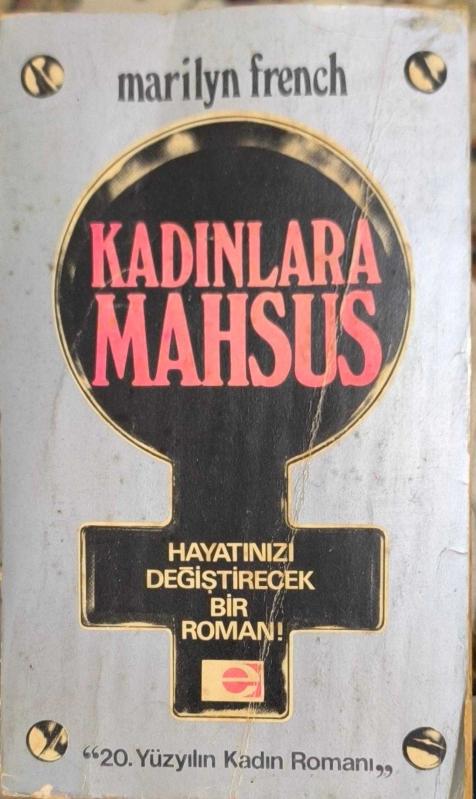 marilyn french
KADINLARA
MAHSUS
HAYATINIZI
DEĞİŞTİRECEK
BİR
ROMAN!
e
“20. Yüzyılın Kadın Romanı„